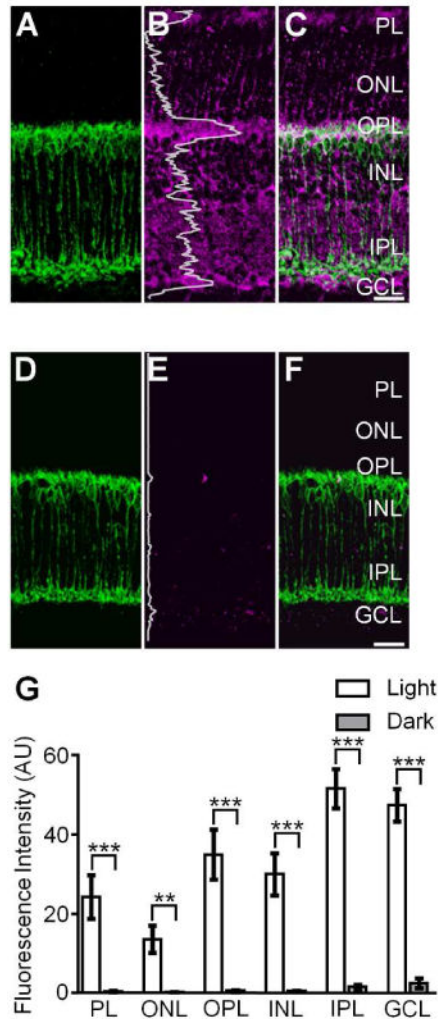 A B C
PL
ONL
OPL
INL
IPL
GCL
D E F
PL
ONL
OPL
INL
IPL
GCL
G
Light
Dark
Fluorescence Intensity (AU)
60
40
20
0
*** ** *** *** *** ***
PL ONL OPL INL IPL GCL